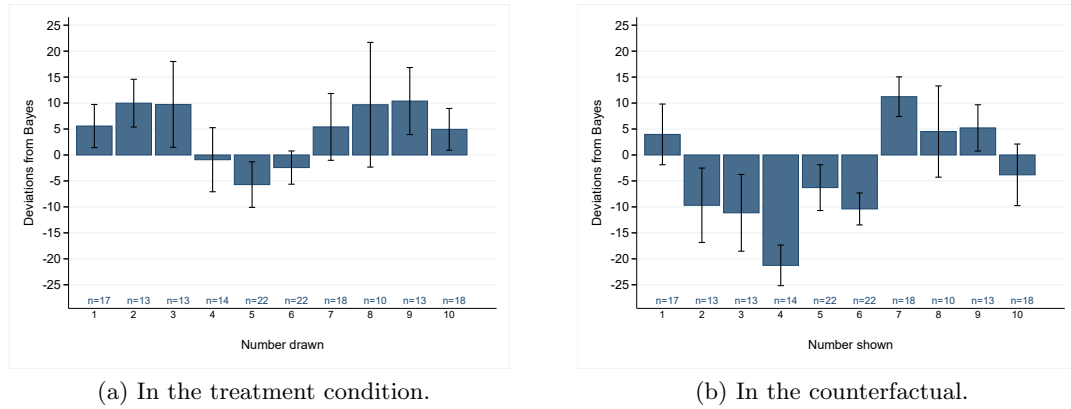 25
20
15
10
5
0
-5
-10
-15
-20
-25
Deviations from Bayes
n=17 n=13 n=13 n=14 n=22 n=22 n=18 n=10 n=13 n=18
1 2 3 4 5 6 7 8 9 10
Number drawn
(a) In the treatment condition.
25
20
15
10
5
0
-5
-10
-15
-20
-25
Deviations from Bayes
n=17 n=13 n=13 n=14 n=22 n=22 n=18 n=10 n=13 n=18
1 2 3 4 5 6 7 8 9 10
Number shown
(b) In the counterfactual.